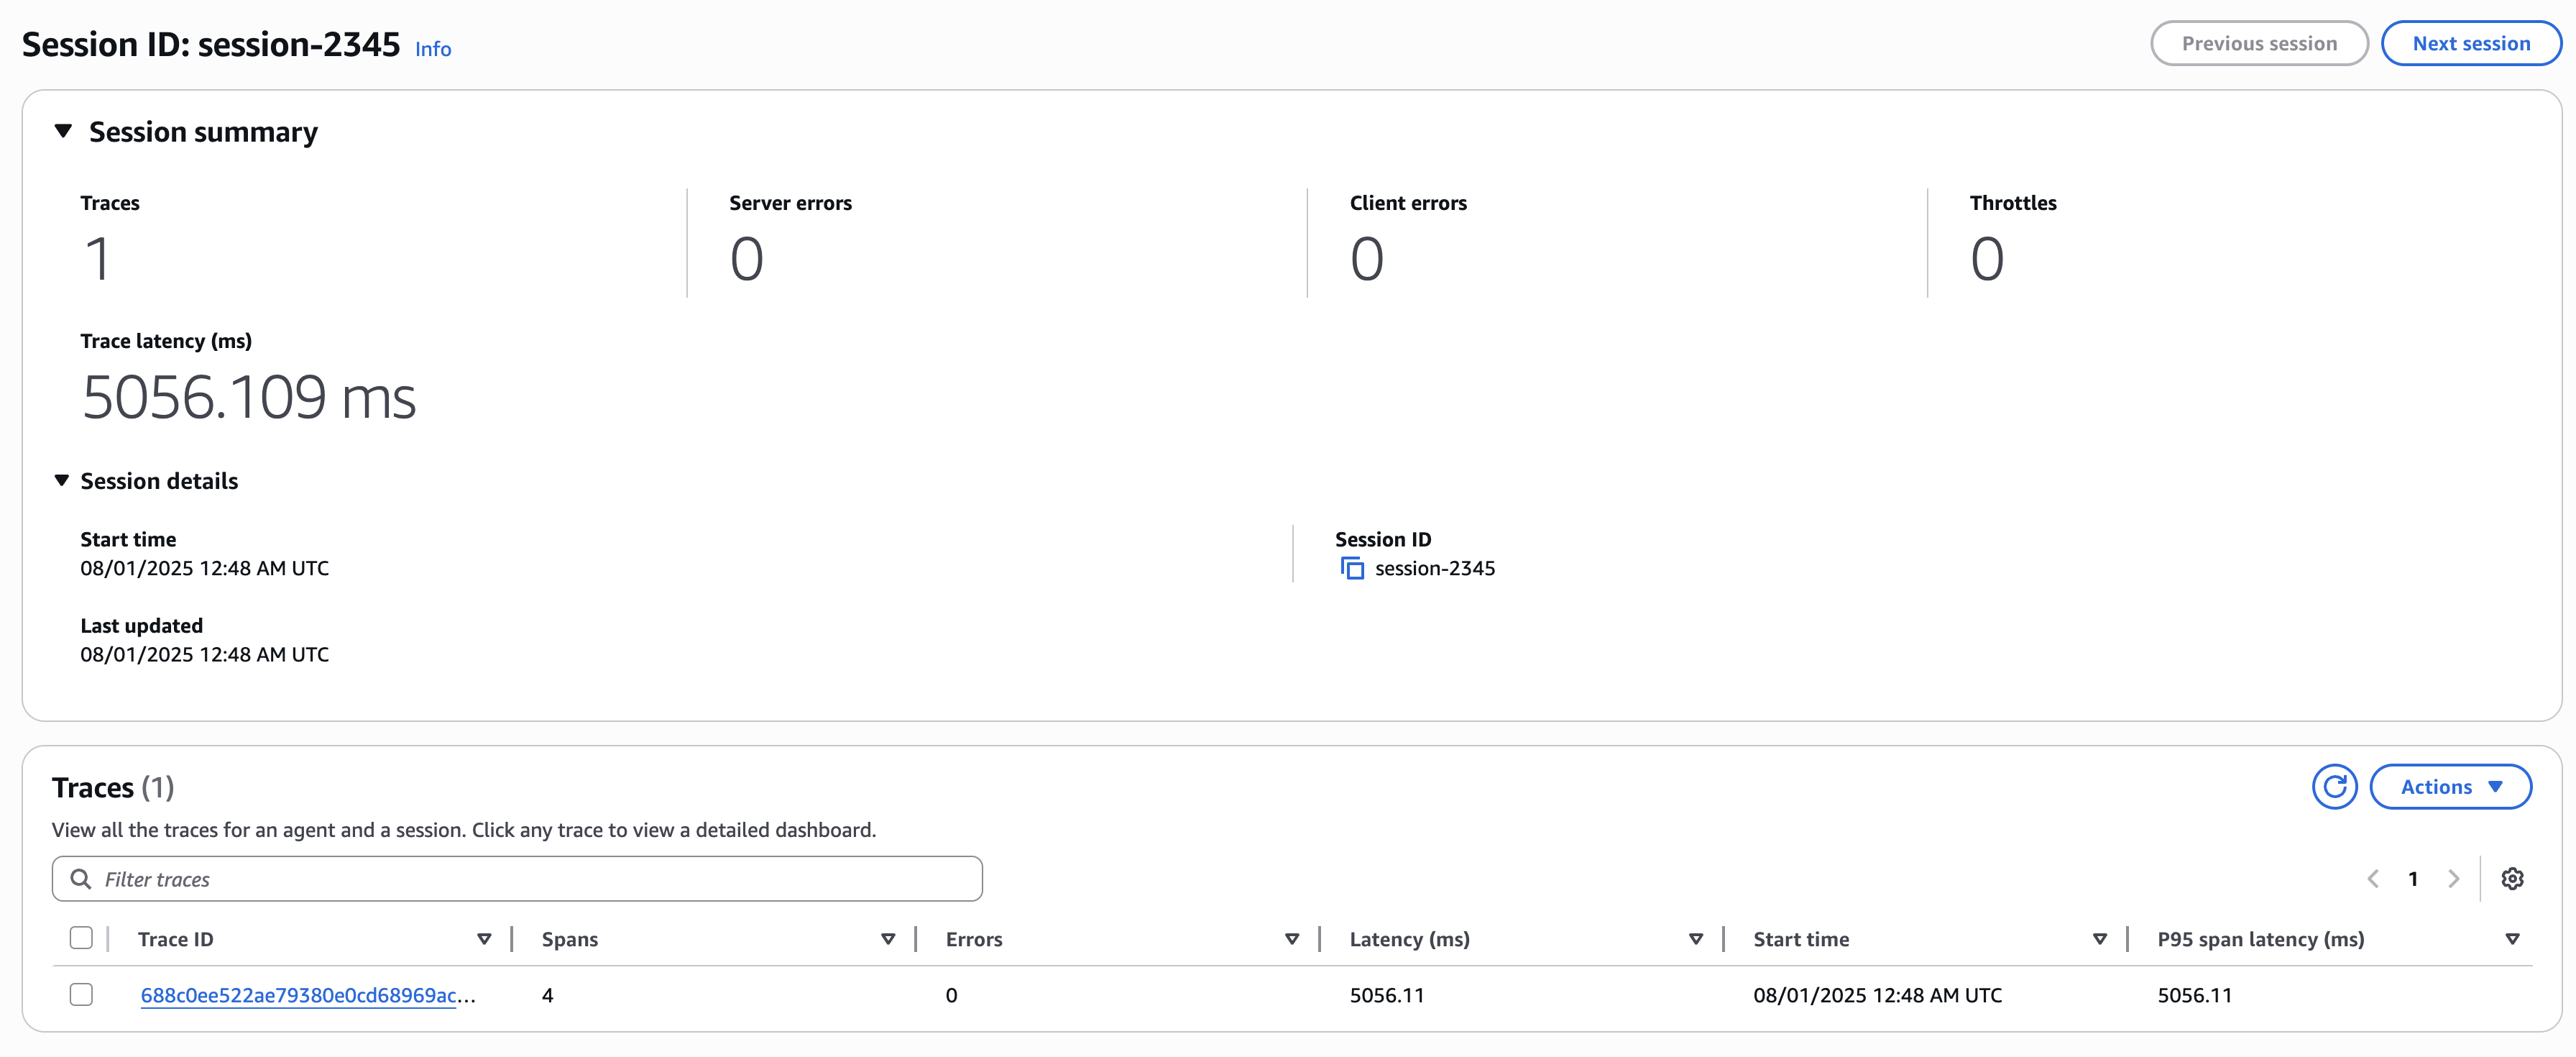 Session ID: session-2345 Info
Previous session Next session
Session summary
Traces Server errors Client errors Throttles
1 0 0 0
Trace latency (ms)
5056.109 ms
Session details
Start time Session ID
08/01/2025 12:48 AM UTC session-2345
Last updated
08/01/2025 12:48 AM UTC
Traces (1)
Actions
View all the traces for an agent and a session. Click any trace to view a detailed dashboard.
Filter traces
1
Trace ID Spans Errors Latency (ms) Start time P95 span latency (ms)
688c0ee522ae79380e0cd68969ac... 4 0 5056.11 08/01/2025 12:48 AM UTC 5056.11